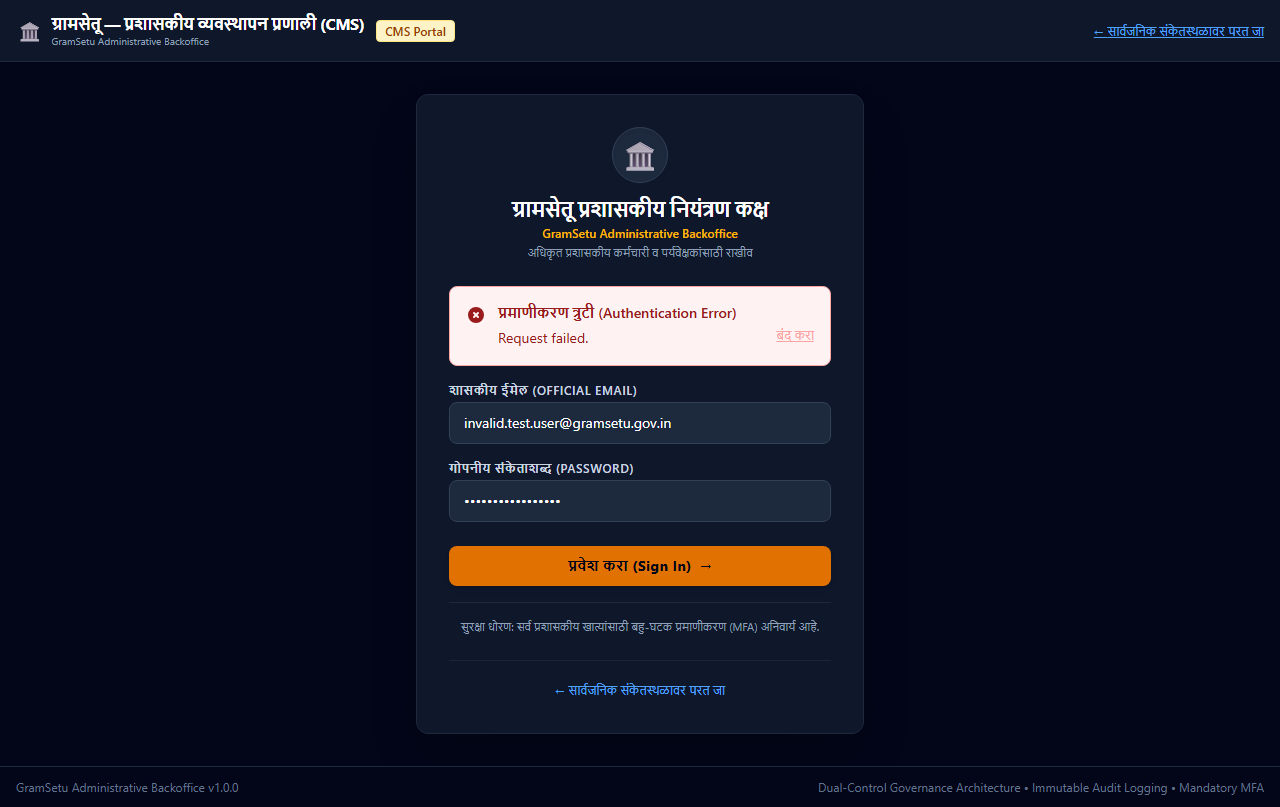 ग्रामसेतू — प्रशासकीय व्यवस्थापन प्रणाली (CMS)
GramSetu Administrative Backoffice
CMS Portal
← सार्वजनिक संकेतस्थळावर परत जा
ग्रामसेतू प्रशासकीय नियंत्रण कक्ष
GramSetu Administrative Backoffice
अधिकृत प्रशासकीय कर्मचारी व पर्यवेक्षकांसाठी राखीव
प्रमाणीकरण त्रुटी (Authentication Error)
Request failed.
बंद करा
शासकीय ईमेल (OFFICIAL EMAIL)
invalid.test.user@gramsetu.gov.in
गोपनीय संकेताशब्द (PASSWORD)
•••••••••••••••••
प्रवेश करा (Sign In) →
सुरक्षा धोरण: सर्व प्रशासकीय खात्यांसाठी बहु-घटक प्रमाणीकरण (MFA) अनिवार्य आहे.
← सार्वजनिक संकेतस्थळावर परत जा
GramSetu Administrative Backoffice v1.0.0
Dual-Control Governance Architecture • Immutable Audit Logging • Mandatory MFA